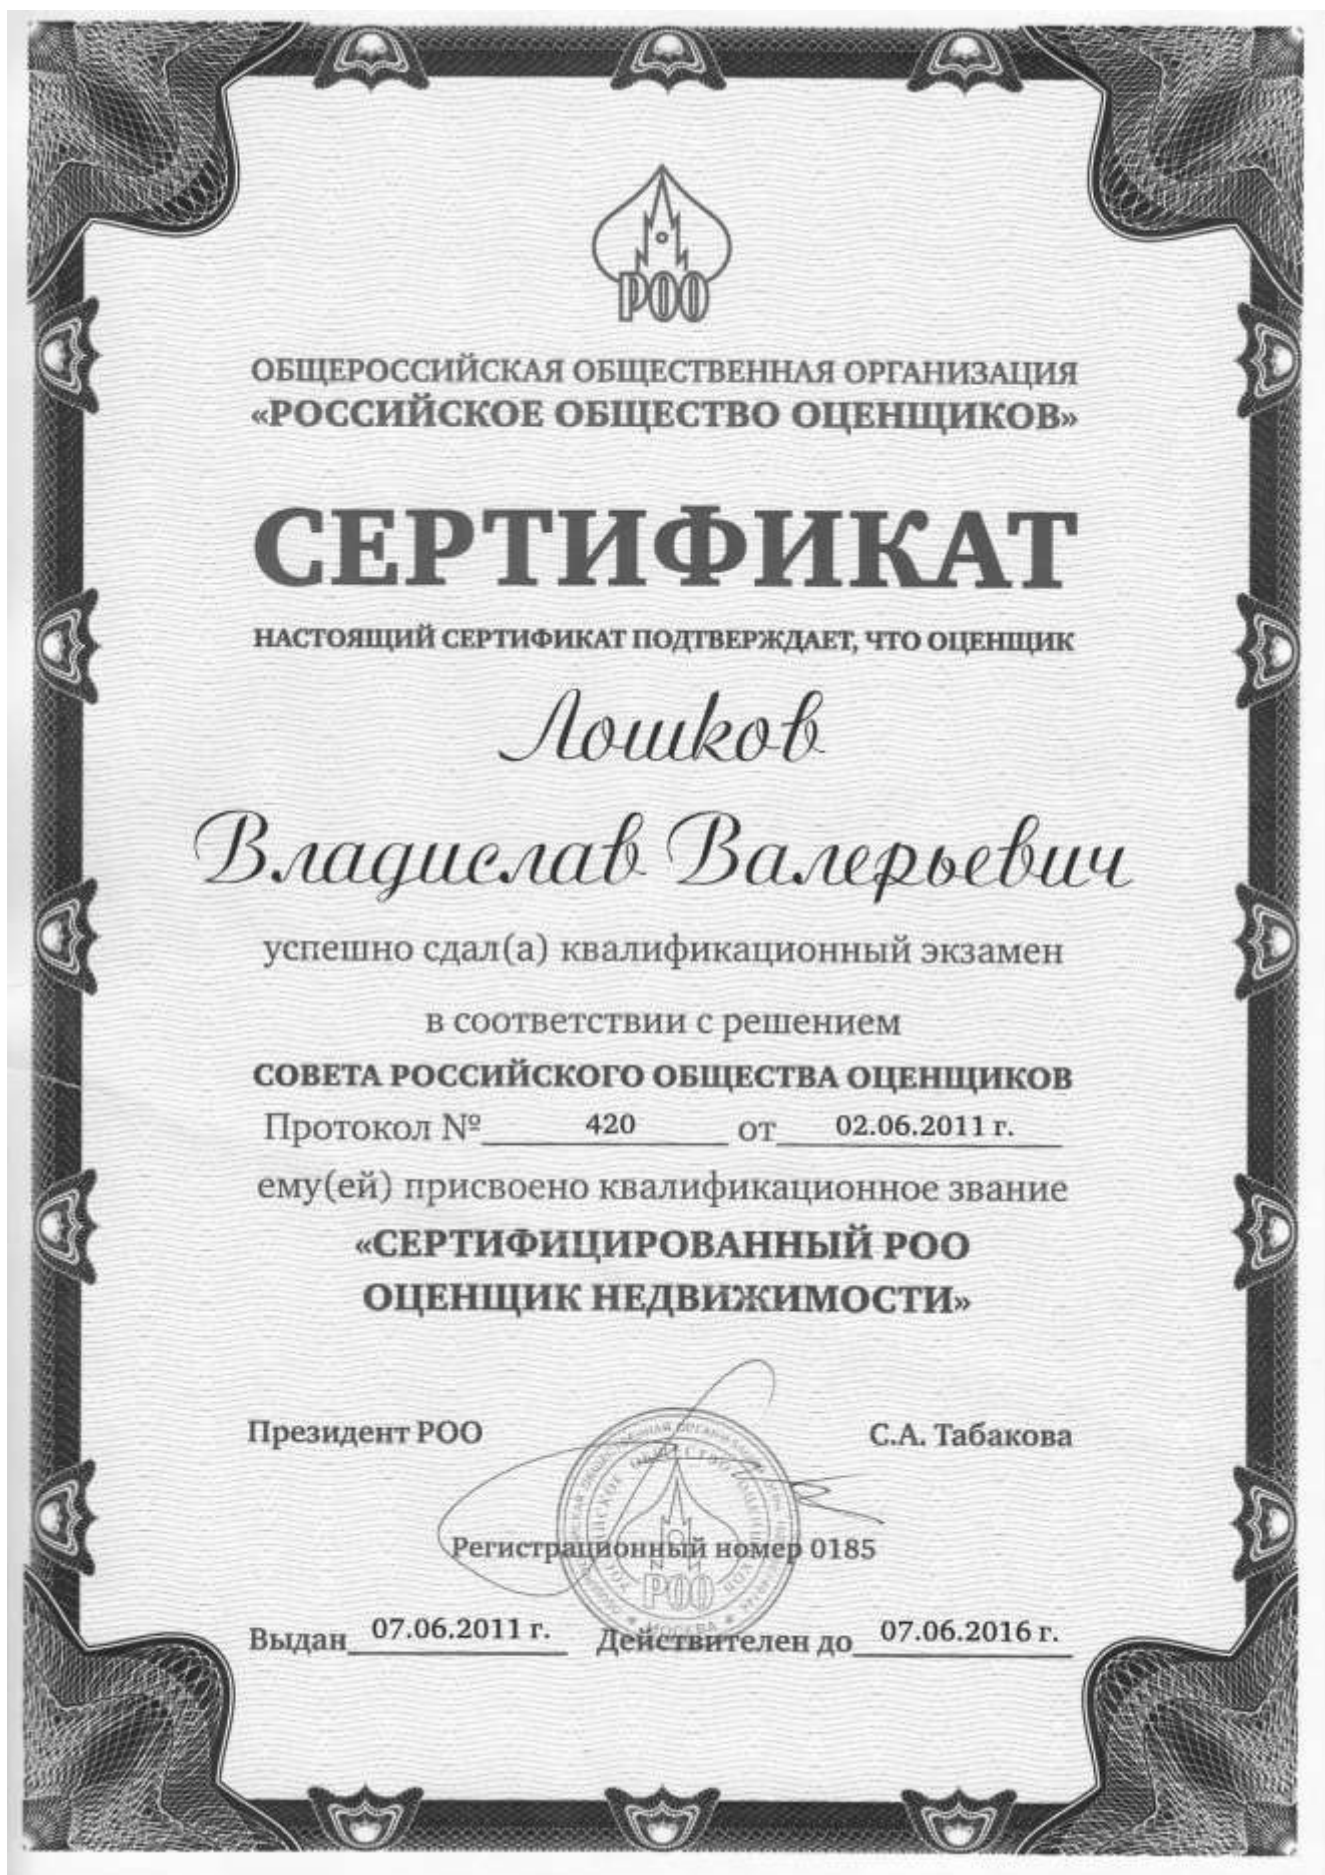 РОО
ОБЩЕРОССИЙСКАЯ ОБЩЕСТВЕННАЯ ОРГАНИЗАЦИЯ
«РОССИЙСКОЕ ОБЩЕСТВО ОЦЕНЩИКОВ»
СЕРТИФИКАТ
НАСТОЯЩИЙ СЕРТИФИКАТ ПОДТВЕРЖДАЕТ, ЧТО ОЦЕНЩИК
Лошков
Владислав Валерьевич
успешно сдал(а) квалификационный экзамен
в соответствии с решением
СОВЕТА РОССИЙСКОГО ОБЩЕСТВА ОЦЕНЩИКОВ
Протокол № 420 от 02.06.2011 г.
ему(ей) присвоено квалификационное звание
«СЕРТИФИЦИРОВАННЫЙ РОО
ОЦЕНЩИК НЕДВИЖИМОСТИ»
Президент РОО С.А. Табакова
Регистрационный номер 0185
РОО
МОСКВА
Выдан 07.06.2011 г. Действителен до 07.06.2016 г.